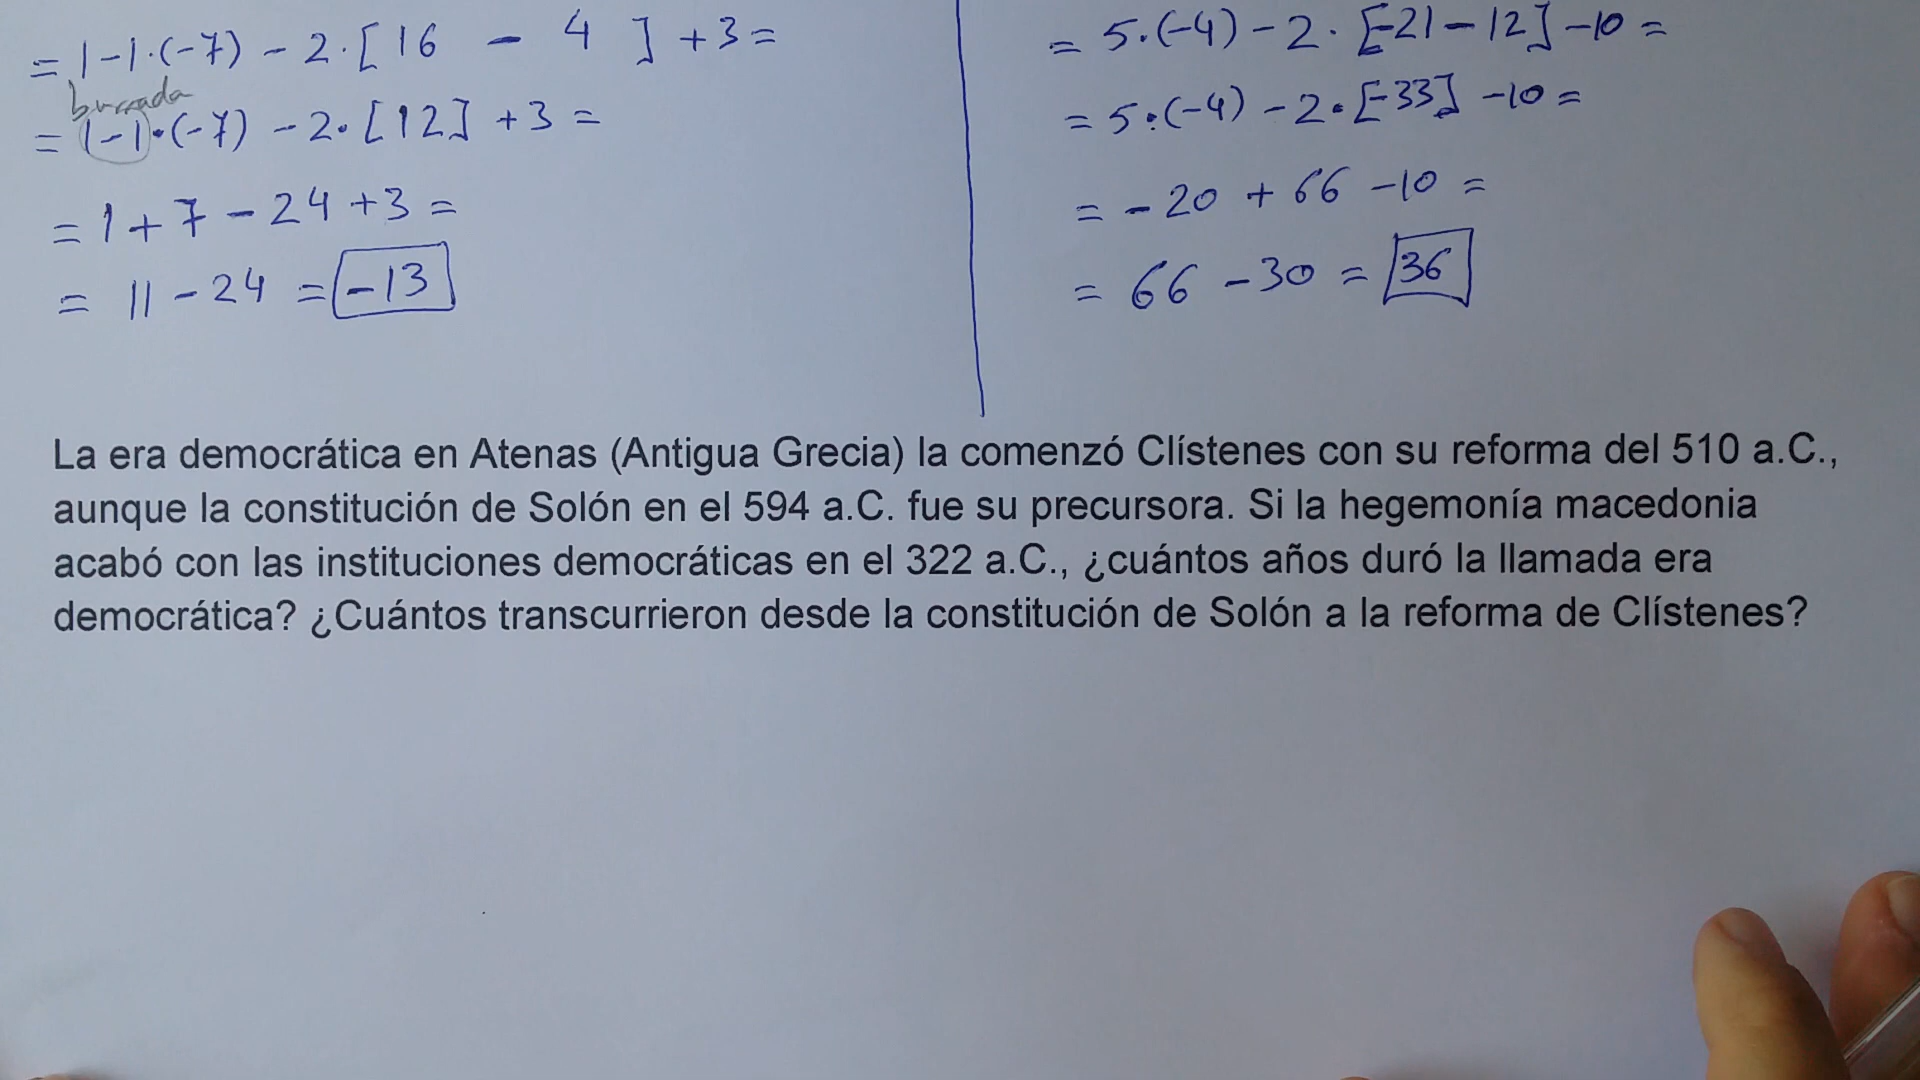 = 1-1·(-7) - 2·[16 - 4] +3 =
burrada
= 1-1·(-7) - 2·[12] +3 =
= 1+7-24+3 =
= 11-24 = -13
= 5·(-4) - 2·[-21-12] -10 =
= 5·(-4) - 2·[-33] -10 =
= -20 + 66 -10 =
= 66 -30 = 36
La era democrática en Atenas (Antigua Grecia) la comenzó Clístenes con su reforma del 510 a.C.,
aunque la constitución de Solón en el 594 a.C. fue su precursora. Si la hegemonía macedonia
acabó con las instituciones democráticas en el 322 a.C., ¿cuántos años duró la llamada era
democrática? ¿Cuántos transcurrieron desde la constitución de Solón a la reforma de Clístenes?